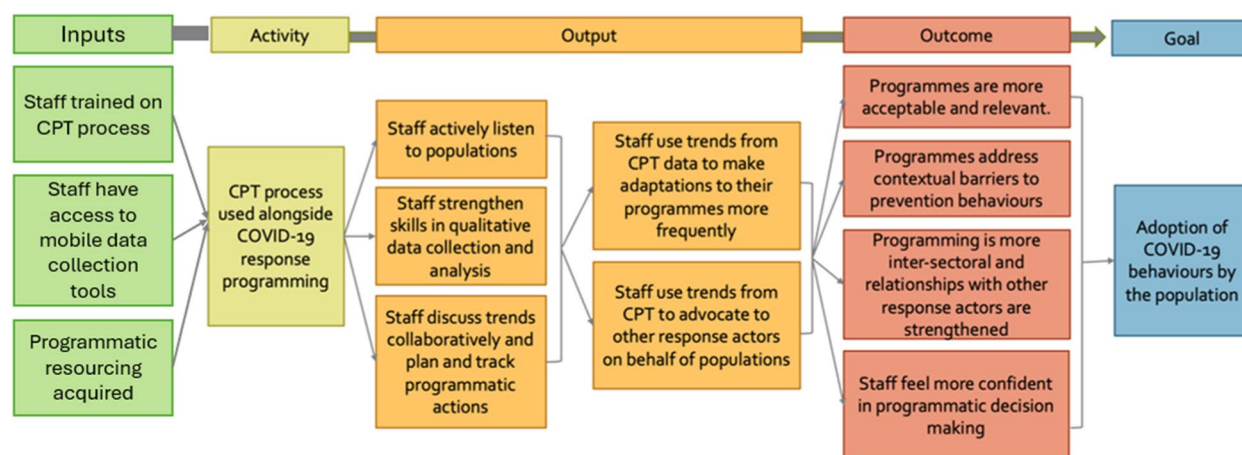 Inputs
Activity
Output
Outcome
Goal
Staff trained on
CPT process
Staff have
access to
mobile data
collection
tools
Programmatic
resourcing
acquired
CPT process
used alongside
COVID-19
response
programming
Staff actively listen
to populations
Staff strengthen
skills in qualitative
data collection and
analysis
Staff discuss trends
collaboratively and
plan and track
programmatic
actions
Staff use trends from
CPT data to make
adaptations to their
programmes more
frequently
Staff use trends from
CPT to advocate to
other response actors
on behalf of populations
Programmes are more
acceptable and relevant.
Programmes address
contextual barriers to
prevention behaviours
Programming is more
inter-sectoral and
relationships with other
response actors are
strengthened
Staff feel more confident
in programmatic decision
making
Adoption of
COVID-19
behaviours by
the population